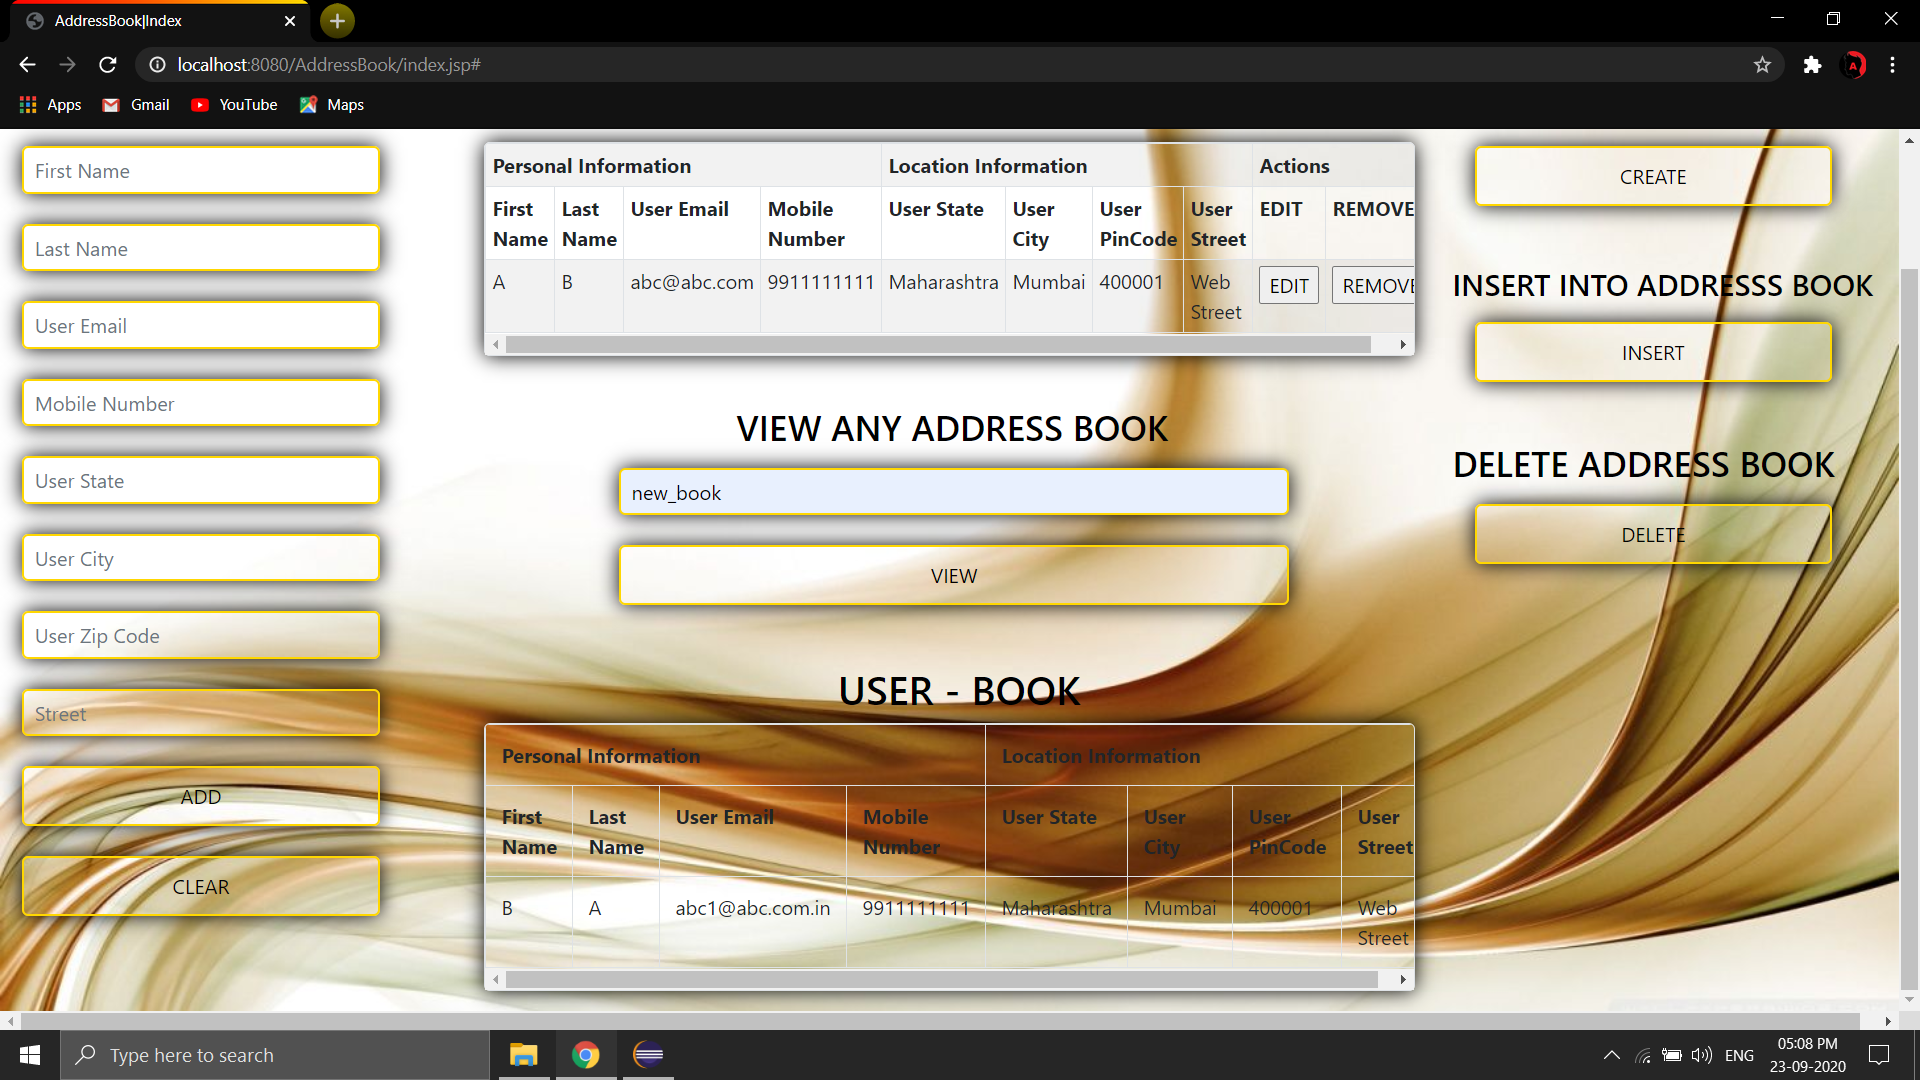 AddressBook|Index
localhost:8080/AddressBook/index.jsp#
Apps Gmail YouTube Maps
First Name
Last Name
User Email
Mobile Number
User State
User City
User Zip Code
Street
ADD
CLEAR
Personal Information Location Information Actions
First Name Last Name User Email Mobile Number User State User City User PinCode User Street EDIT REMOVE
A B abc@abc.com 9911111111 Maharashtra Mumbai 400001 Web Street EDIT REMOVE
VIEW ANY ADDRESS BOOK
new_book
VIEW
USER - BOOK
Personal Information Location Information
First Name Last Name User Email Mobile Number User State User City User PinCode User Street
B A abc1@abc.com.in 9911111111 Maharashtra Mumbai 400001 Web Street
CREATE
INSERT INTO ADDRESSS BOOK
INSERT
DELETE ADDRESS BOOK
DELETE
Type here to search
ENG
05:08 PM
23-09-2020